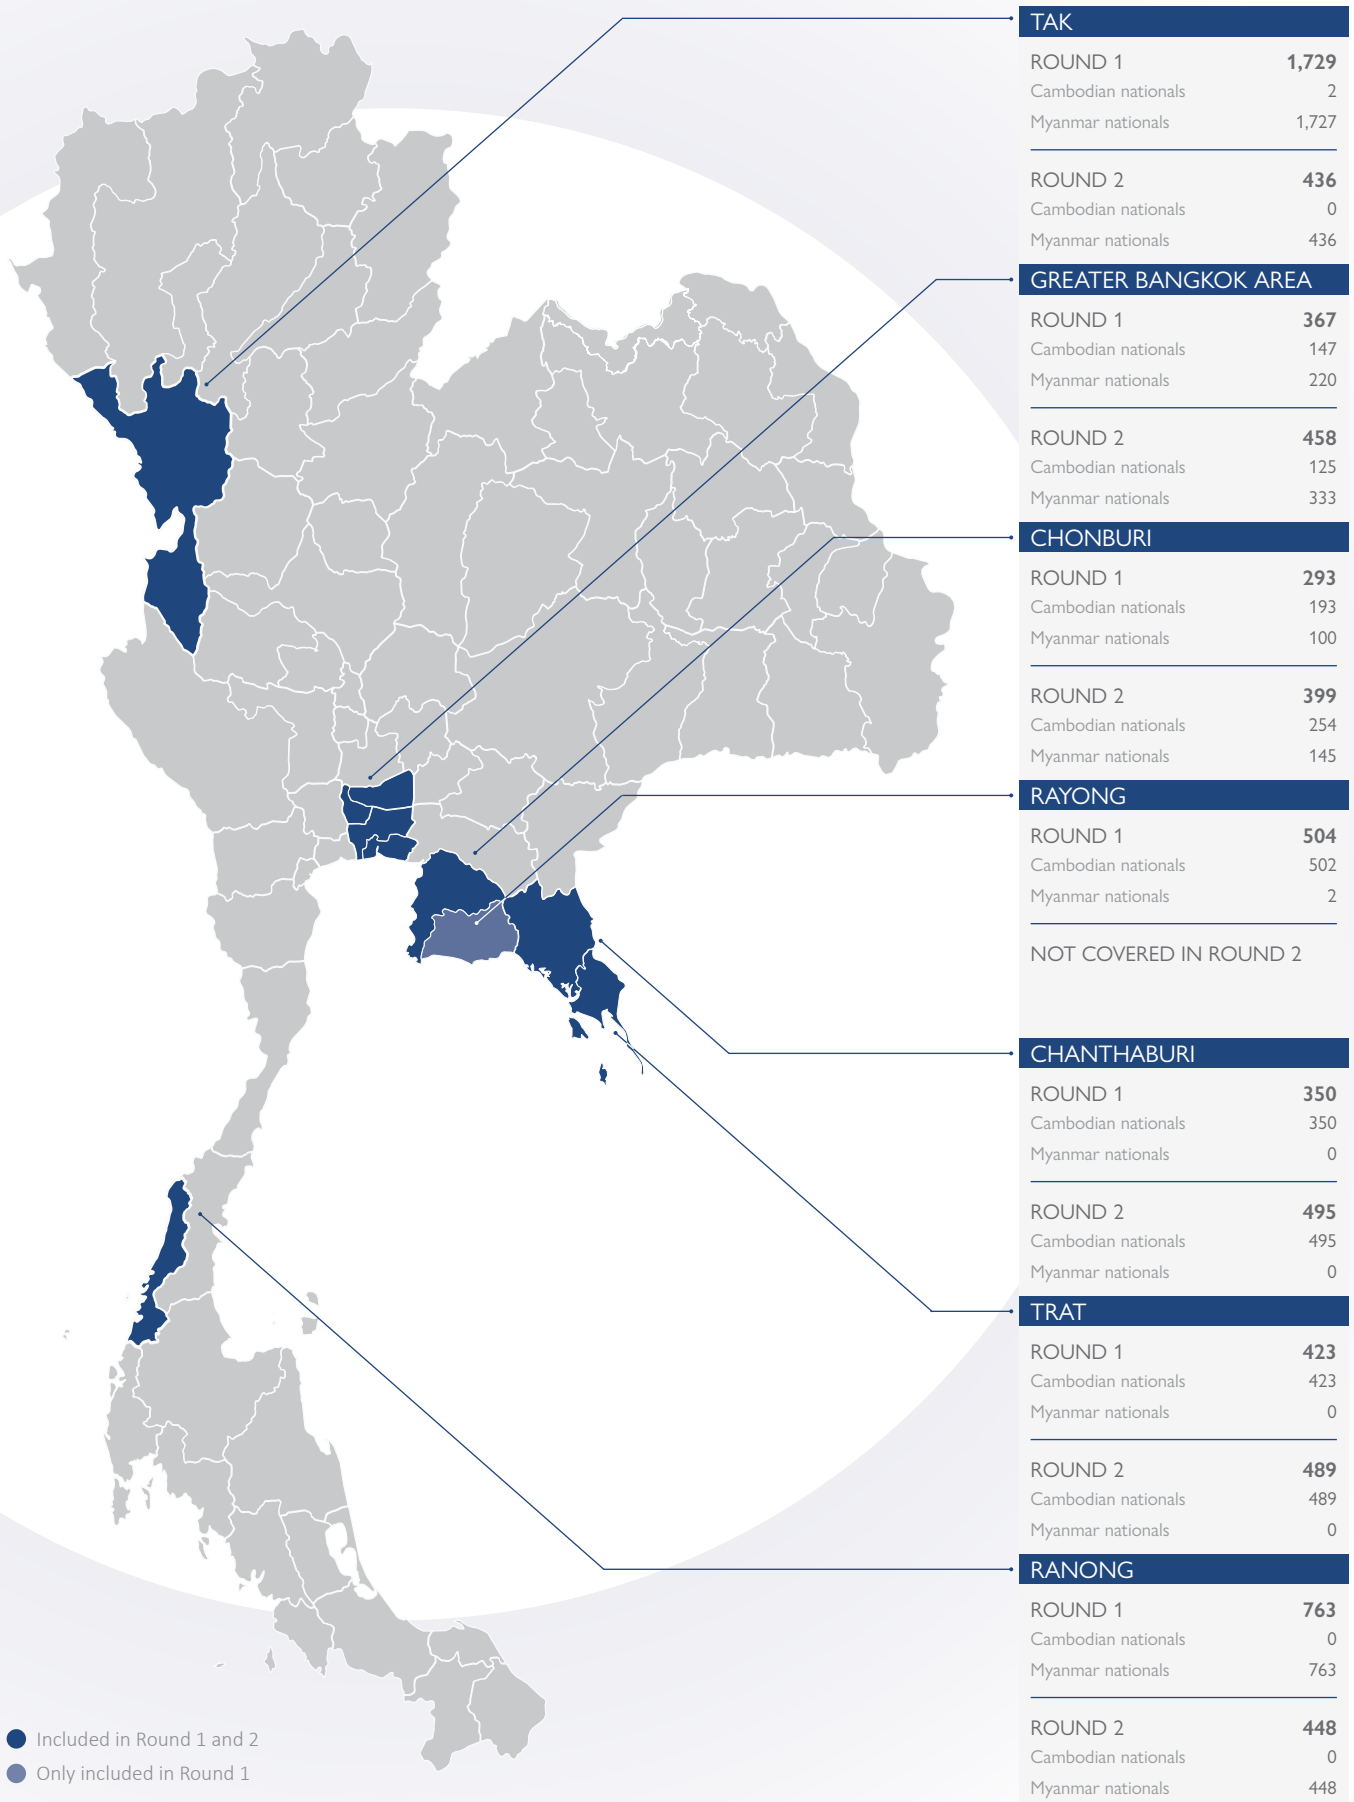 TAK
ROUND 1 1,729
Cambodian nationals 2
Myanmar nationals 1,727
ROUND 2 436
Cambodian nationals 0
Myanmar nationals 436
GREATER BANGKOK AREA
ROUND 1 367
Cambodian nationals 147
Myanmar nationals 220
ROUND 2 458
Cambodian nationals 125
Myanmar nationals 333
CHONBURI
ROUND 1 293
Cambodian nationals 193
Myanmar nationals 100
ROUND 2 399
Cambodian nationals 254
Myanmar nationals 145
RAYONG
ROUND 1 504
Cambodian nationals 502
Myanmar nationals 2
NOT COVERED IN ROUND 2
CHANTHABURI
ROUND 1 350
Cambodian nationals 350
Myanmar nationals 0
ROUND 2 495
Cambodian nationals 495
Myanmar nationals 0
TRAT
ROUND 1 423
Cambodian nationals 423
Myanmar nationals 0
ROUND 2 489
Cambodian nationals 489
Myanmar nationals 0
RANONG
ROUND 1 763
Cambodian nationals 0
Myanmar nationals 763
ROUND 2 448
Cambodian nationals 0
Myanmar nationals 448
Included in Round 1 and 2
Only included in Round 1